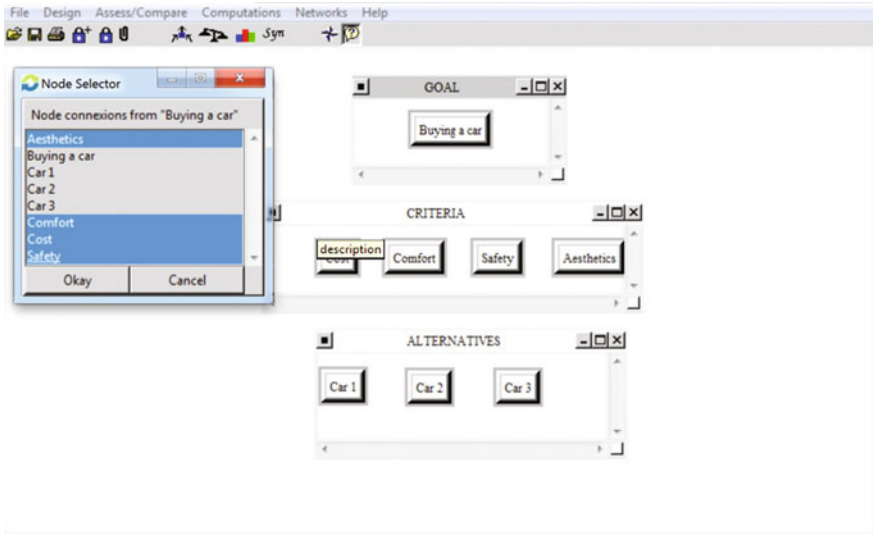 File Design Assess/Compare Computations Networks Help
Syn
Node Selector
Node connexions from "Buying a car"
Aesthetics
Buying a car
Car 1
Car 2
Car 3
Comfort
Cost
Safety
Okay Cancel
GOAL
Buying a car
CRITERIA
description
Cost Comfort Safety Aesthetics
ALTERNATIVES
Car 1 Car 2 Car 3